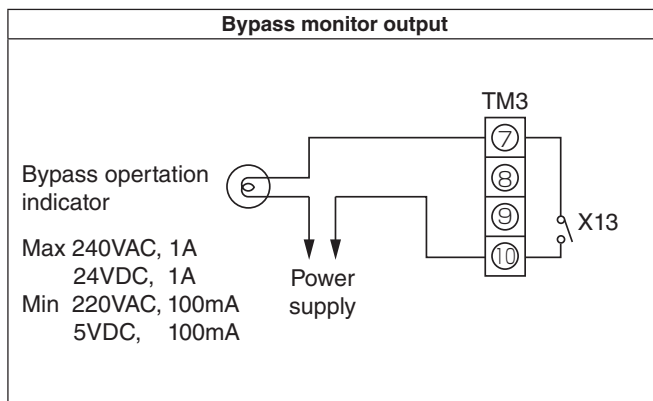 Bypass monitor output
TM3
⑦
⑧
⑨
⑩
X13
Bypass opertation
indicator
Max 240VAC, 1A
24VDC, 1A
Min 220VAC, 100mA
5VDC, 100mA
Power
supply